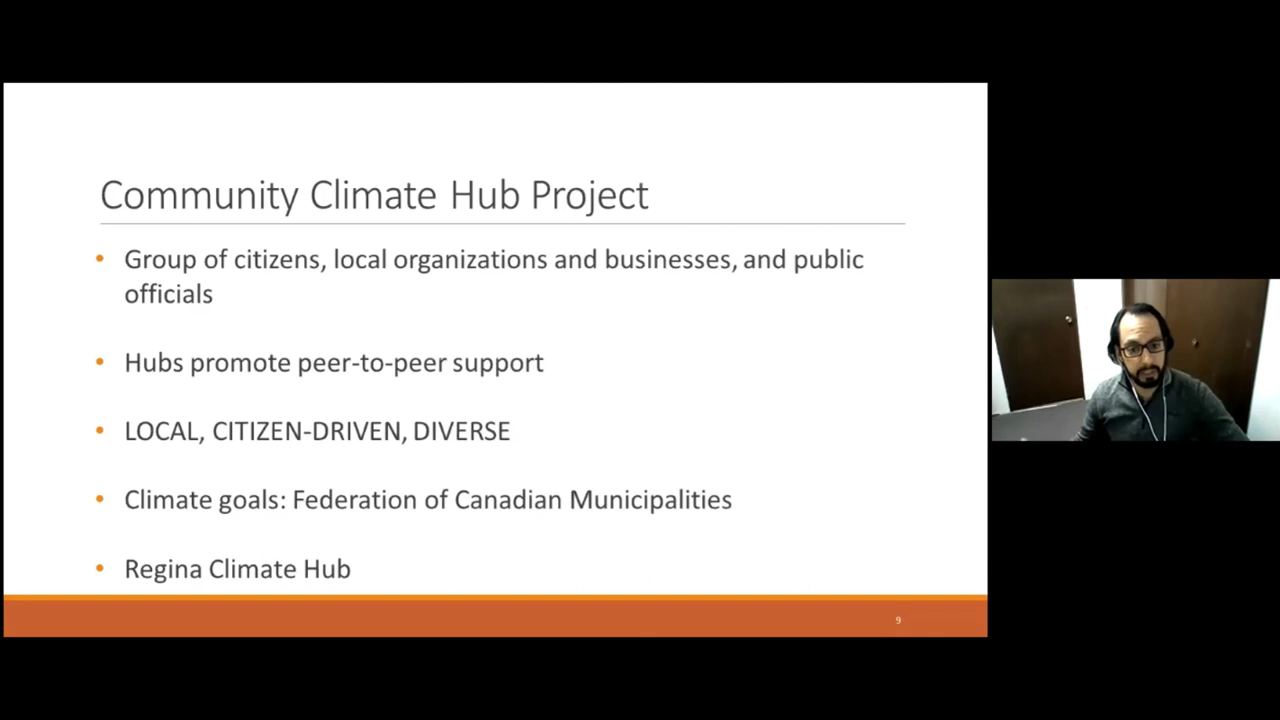 Community Climate Hub Project
• Group of citizens, local organizations and businesses, and public
officials
• Hubs promote peer-to-peer support
• LOCAL, CITIZEN-DRIVEN, DIVERSE
• Climate goals: Federation of Canadian Municipalities
• Regina Climate Hub
9